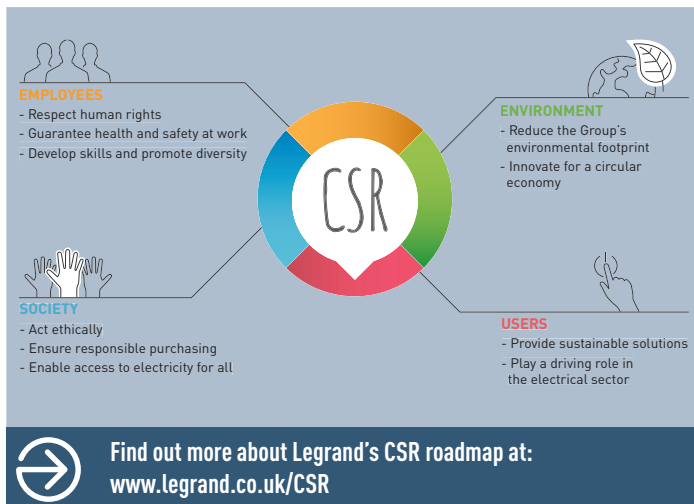 EMPLOYEES
- Respect human rights
- Guarantee health and safety at work
- Develop skills and promote diversity
ENVIRONMENT
- Reduce the Group's
environmental footprint
- Innovate for a circular
economy
CSR
SOCIETY
- Act ethically
- Ensure responsible purchasing
- Enable access to electricity for all
USERS
- Provide sustainable solutions
- Play a driving role in
the electrical sector
Find out more about Legrand's CSR roadmap at:
www.legrand.co.uk/CSR